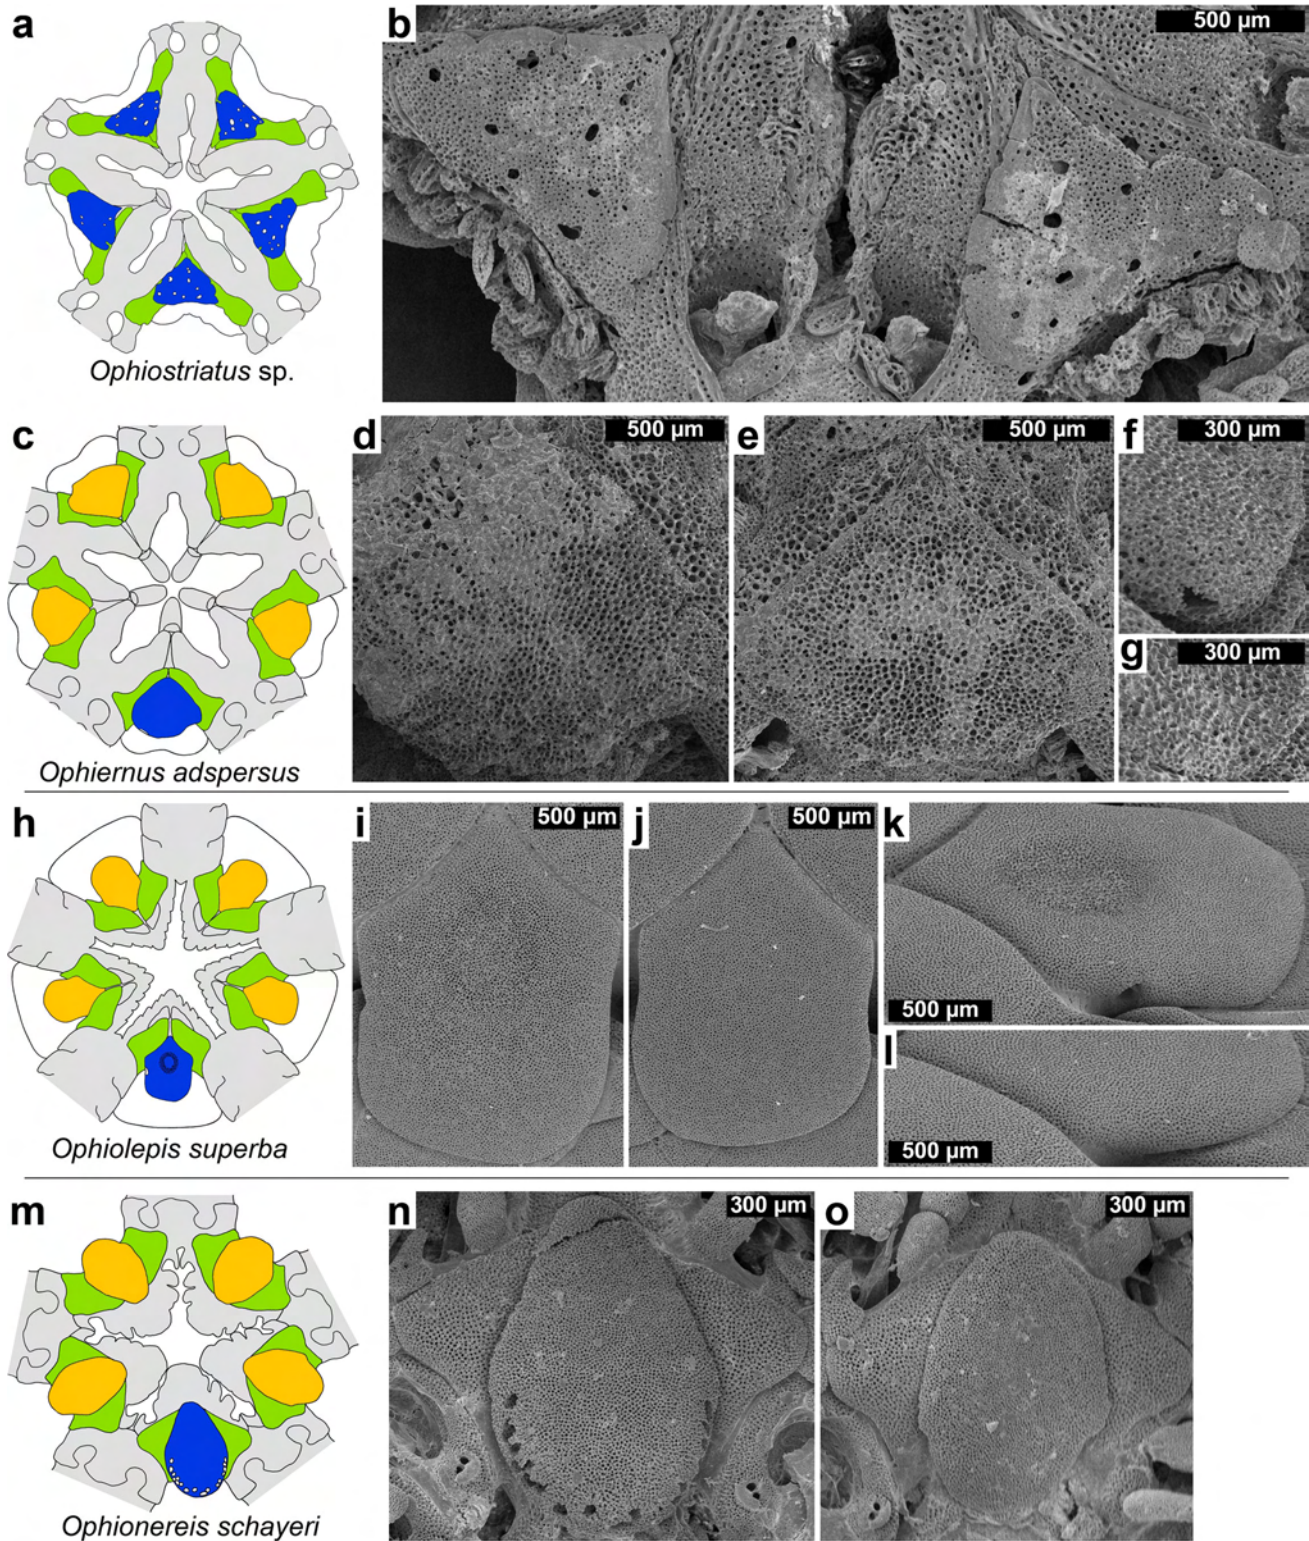 a
b
500 µm
Ophiostriatus sp.
c
d
500 µm
e
500 µm
f
300 µm
g
300 µm
Ophiernus adspersus
h
i
500 µm
j
500 µm
k
500 µm
l
500 µm
Ophiolepis superba
m
n
300 µm
o
300 µm
Ophionereis schayeri